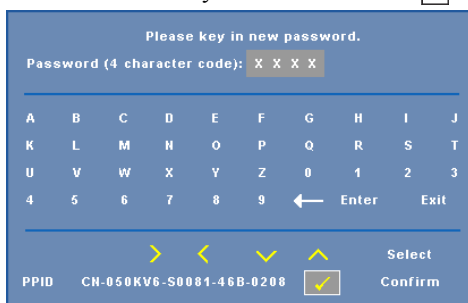 Please key in new password.
Password (4 character code): X X X X
A B C D E F G H I J
K L M N O P Q R S T
U V W X Y Z 0 1 2 3
4 5 6 7 8 9 ← Enter Exit
Select
PPID CN-050KV6-S0081-46B-0208 ✓ Confirm